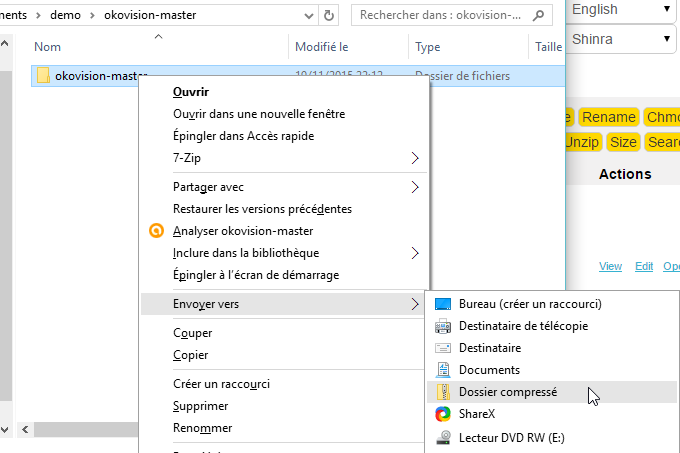 nents › demo › okovision-master
Rechercher dans : okovision-...
English
Shinra
Nom Modifié le Type Taille
okovision-master 10/11/2015 22:12 Dossier de fichiers
Ouvrir
Ouvrir dans une nouvelle fenêtre
Épingler dans Accès rapide
7-Zip
Partager avec
Restaurer les versions précédentes
Analyser okovision-master
Inclure dans la bibliothèque
Épingler à l'écran de démarrage
Envoyer vers
Couper
Copier
Créer un raccourci
Supprimer
Renommer
Bureau (créer un raccourci)
Destinataire de télécopie
Destinataire
Documents
Dossier compressé
ShareX
Lecteur DVD RW (E:)
e Rename Chmo
Unzip Size Sear
Actions
View Edit Ope